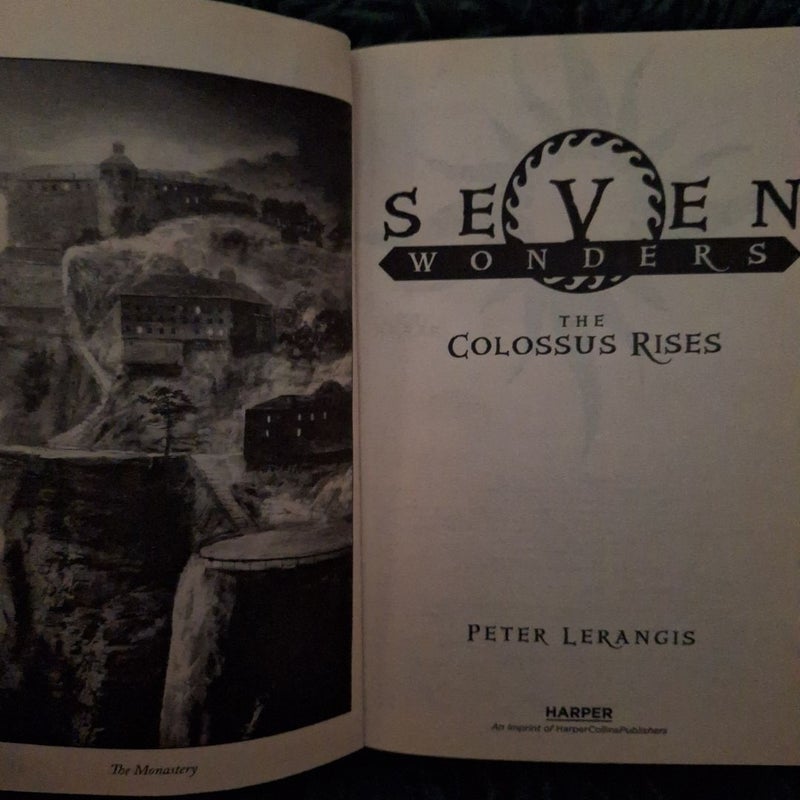 The Monastery
SEVEN
WONDERS
THE
COLOSSUS RISES
PETER LERANGIS
HARPER
An Imprint of HarperCollinsPublishers